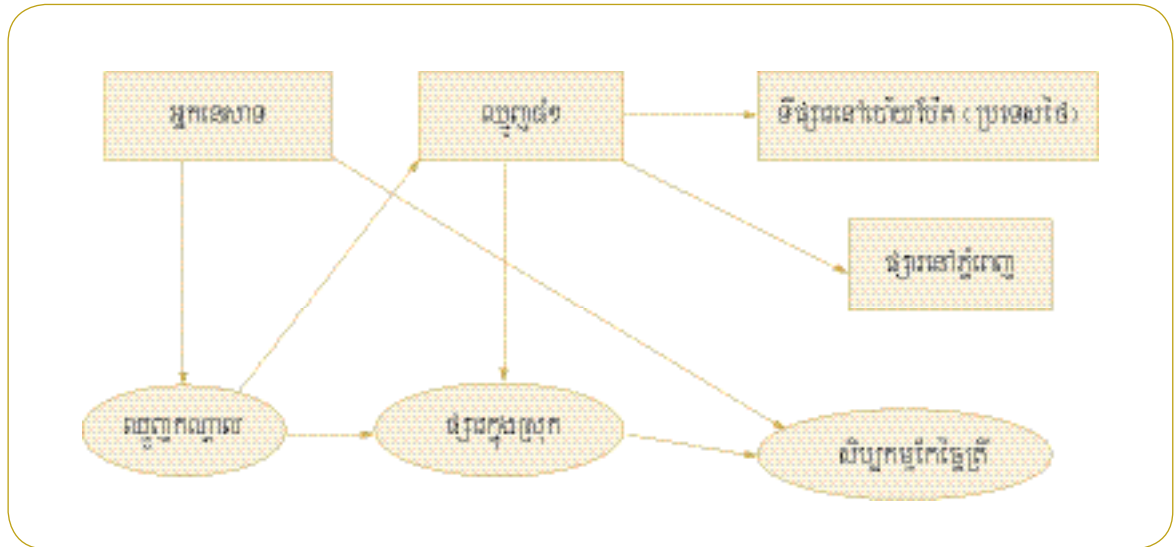 អ្នកនេសាទ
ឈ្មួញធំៗ
ទីផ្សារនៅប៉ោយប៉ែត (ប្រទេសថៃ)
ផ្សារនៅភ្នំពេញ
ឈ្មួញកណ្តាល
ផ្សារក្នុងស្រុក
សិប្បកម្មកែច្នៃត្រី